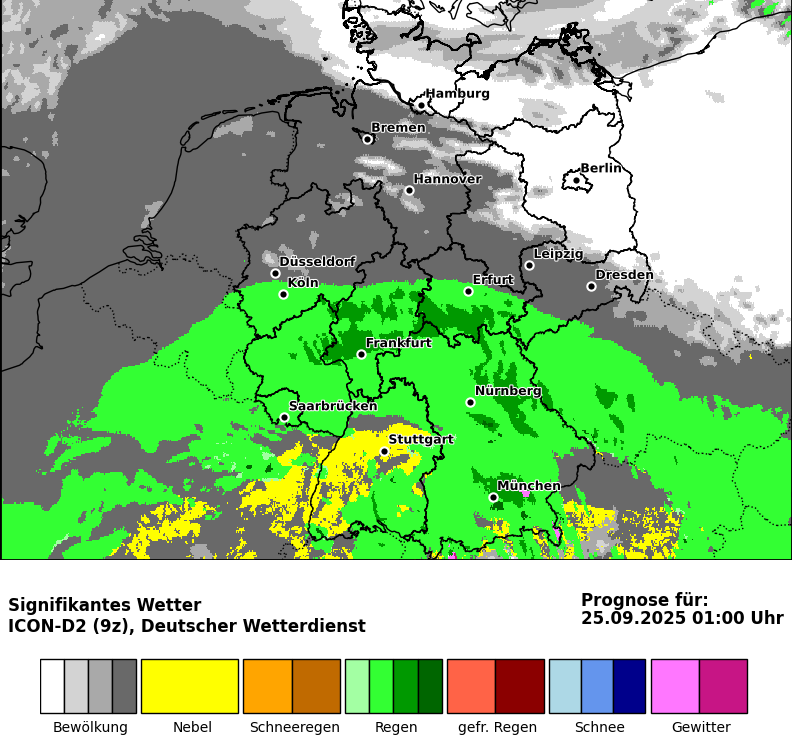 Hamburg
Bremen
Berlin
Hannover
Leipzig
Düsseldorf
Dresden
Köln
Erfurt
Frankfurt
Nürnberg
Saarbrücken
Stuttgart
München
Signifikantes Wetter
ICON-D2 (9z), Deutscher Wetterdienst
Prognose für:
25.09.2025 01:00 Uhr
Bewölkung
Nebel
Schneeregen
Regen
gefr. Regen
Schnee
Gewitter